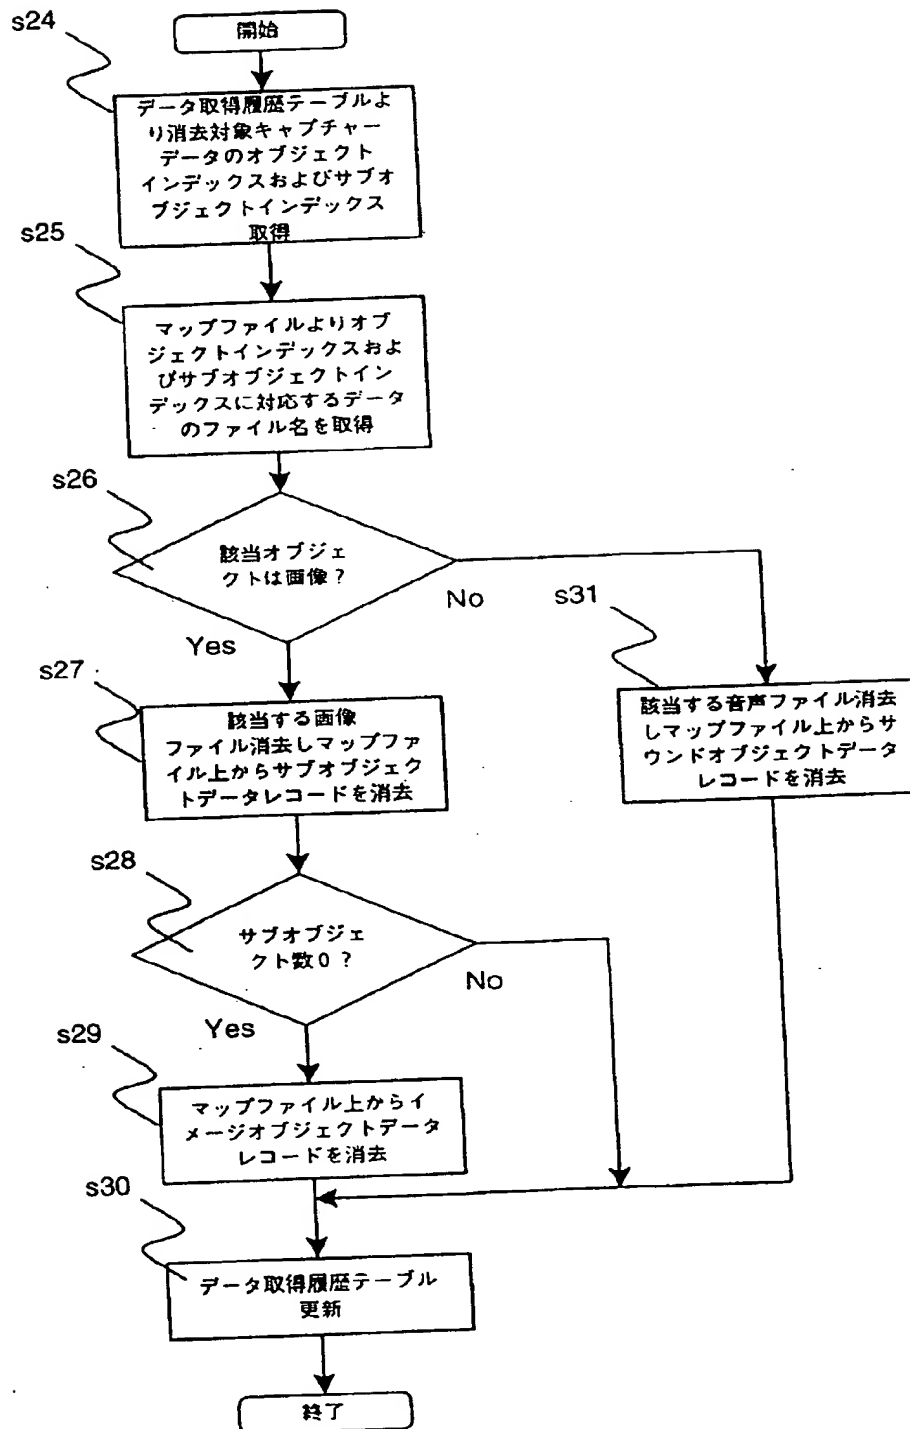 s24
開始
データ取得履歴テーブルよ
り消去対象キャプチャー
データのオブジェクト
インデックスおよびサブオ
ブジェクトインデックス
取得
s25
マップファイルよりオブ
ジェクトインデックスおよ
びサブオブジェクトイン
デックスに対応するデータ
のファイル名を取得
s26
該当オブジェ
クトは画像？
No
Yes
s31
該当する音声ファイル消去
しマップファイル上からサ
ウンドオブジェクトデータ
レコードを消去
s27
該当する画像
ファイル消去しマップファ
イル上からサブオブジェク
トデータレコードを消去
s28
サブオブジェ
クト数0？
No
Yes
s29
マップファイル上からイ
メージオブジェクトデータ
レコードを消去
s30
データ取得履歴テーブル
更新
終了